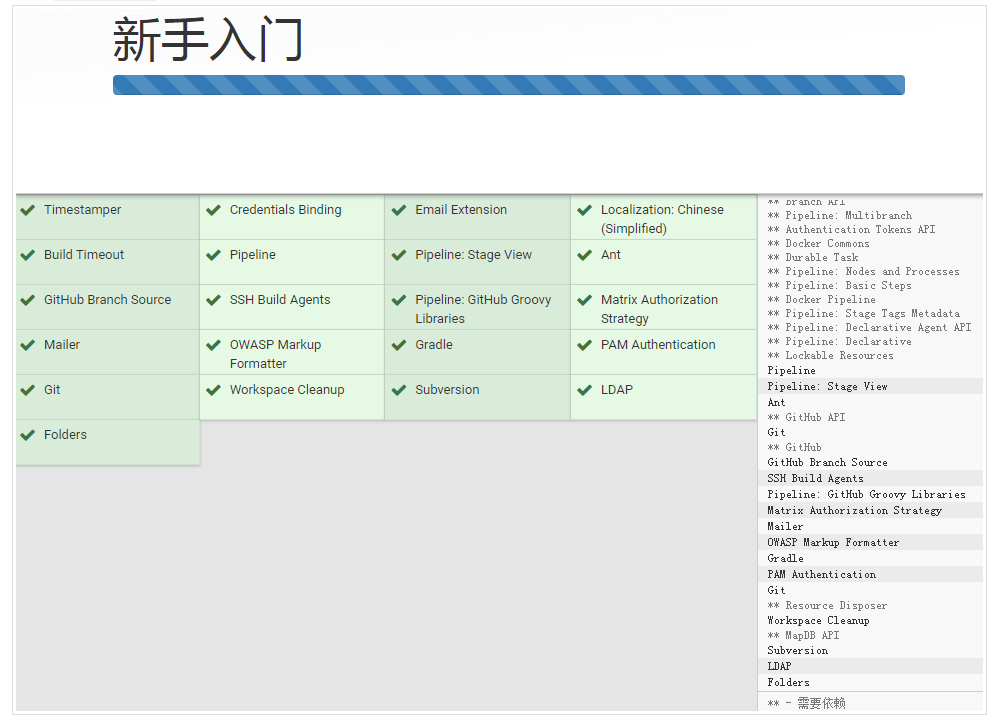 新手入门
Timestamper
Credentials Binding
Email Extension
Localization: Chinese
(Simplified)
Build Timeout
Pipeline
Pipeline: Stage View
Ant
GitHub Branch Source
SSH Build Agents
Pipeline: GitHub Groovy
Libraries
Matrix Authorization
Strategy
Mailer
OWASP Markup
Formatter
Gradle
PAM Authentication
Git
Workspace Cleanup
Subversion
LDAP
Folders
** Branch API
** Pipeline: Multibranch
** Authentication Tokens API
** Docker Commons
** Durable Task
** Pipeline: Nodes and Processes
** Pipeline: Basic Steps
** Docker Pipeline
** Pipeline: Stage Tags Metadata
** Pipeline: Declarative Agent API
** Pipeline: Declarative
** Lockable Resources
Pipeline
Pipeline: Stage View
Ant
** GitHub API
Git
** GitHub
GitHub Branch Source
SSH Build Agents
Pipeline: GitHub Groovy Libraries
Matrix Authorization Strategy
Mailer
OWASP Markup Formatter
Gradle
PAM Authentication
Git
** Resource Disposer
Workspace Cleanup
** MapDB API
Subversion
LDAP
Folders
** - 需要依赖